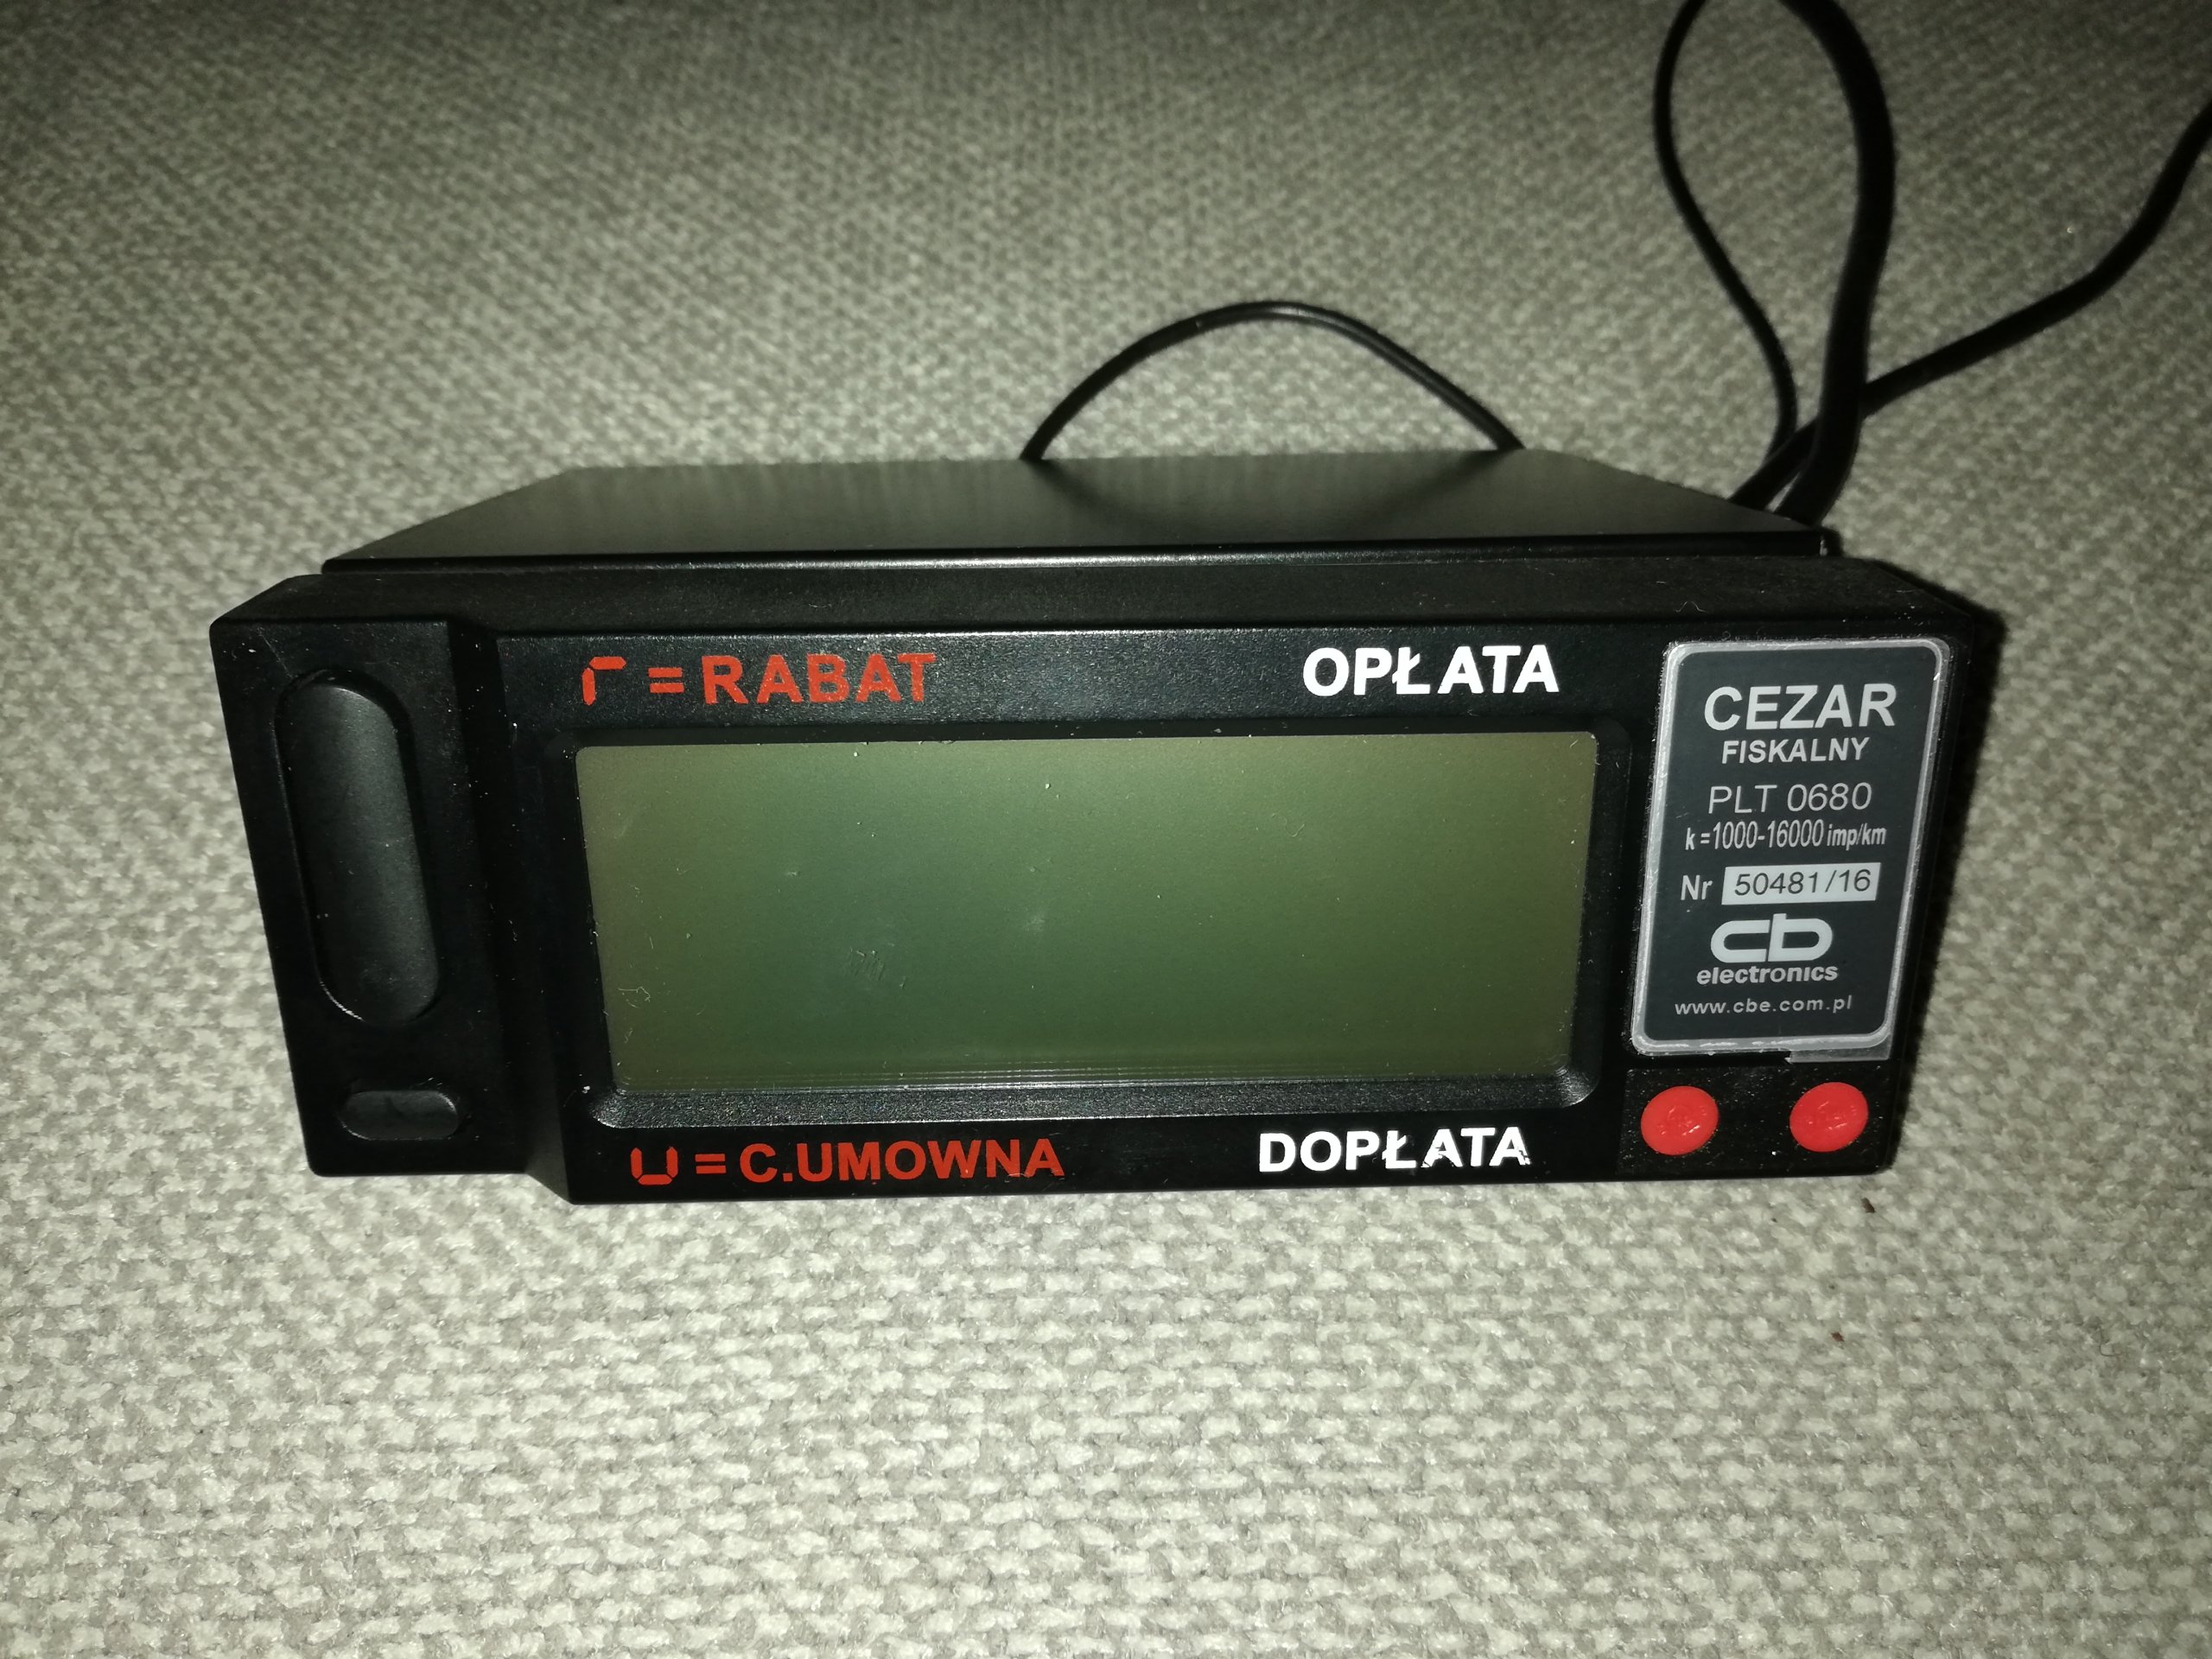 r = RABAT
OPŁATA
CEZAR
FISKALNY
PLT 0680
k =1000-16000 imp/km
Nr 50481/16
cb
electronics
www.cbe.com.pl
u = C.UMOWNA
DOPŁATA